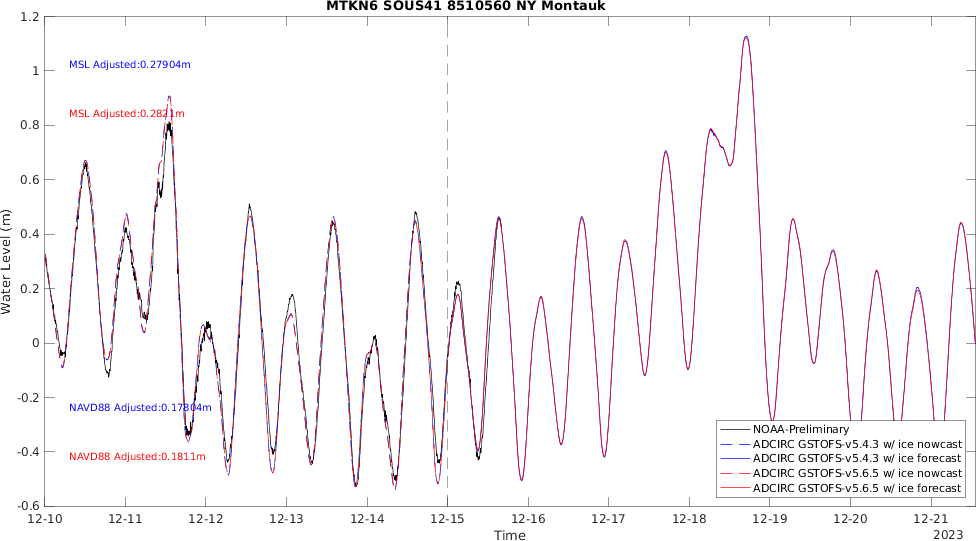 MTKN6 SOUS41 8510560 NY Montauk
1.2
1
0.8
0.6
0.4
0.2
0
-0.2
-0.4
-0.6
Water Level (m)
MSL Adjusted:0.27904m
MSL Adjusted:0.2821m
NAVD88 Adjusted:0.17804m
NAVD88 Adjusted:0.1811m
NOAA-Preliminary
ADCIRC GSTOFS-v5.4.3 w/ ice nowcast
ADCIRC GSTOFS-v5.4.3 w/ ice forecast
ADCIRC GSTOFS-v5.6.5 w/ ice nowcast
ADCIRC GSTOFS-v5.6.5 w/ ice forecast
12-10 12-11 12-12 12-13 12-14 12-15 12-16 12-17 12-18 12-19 12-20 12-21
Time
2023